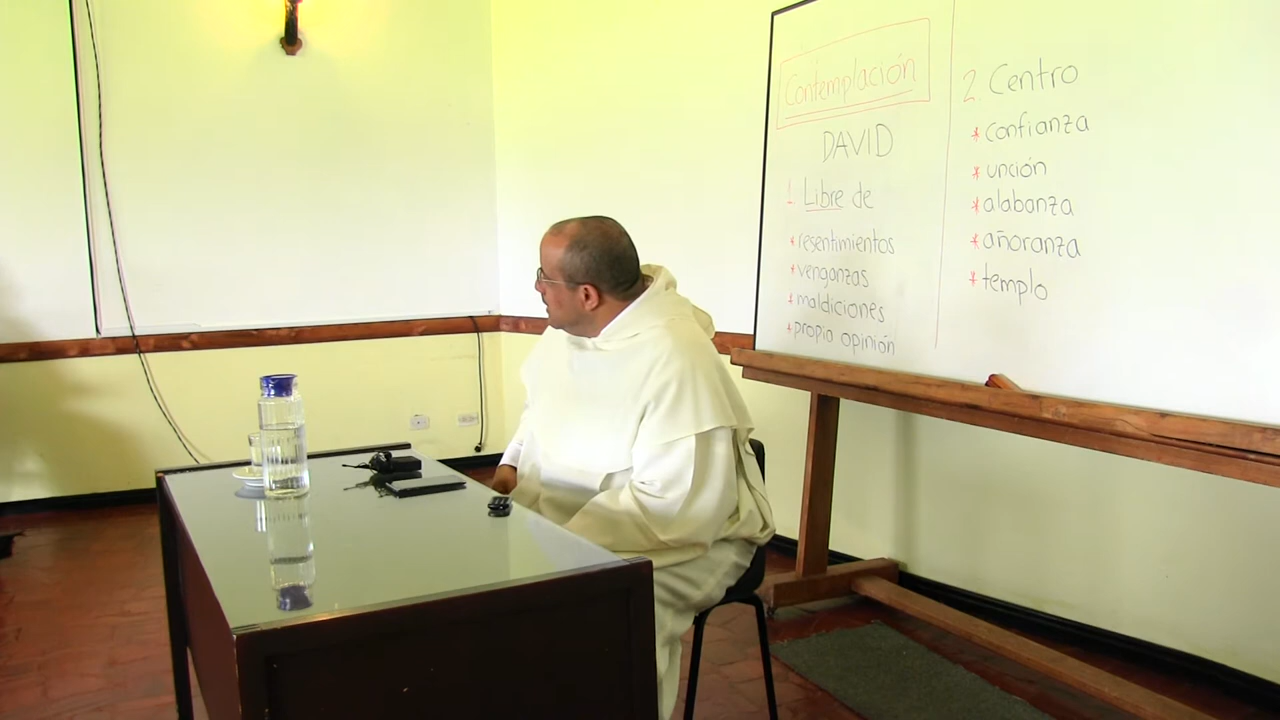 Contemplación
DAVID
1. Libre de
* resentimientos
* venganzas
* maldiciones
* propia opinión
2. Centro
* confianza
* unción
* alabanza
* añoranza
* templo